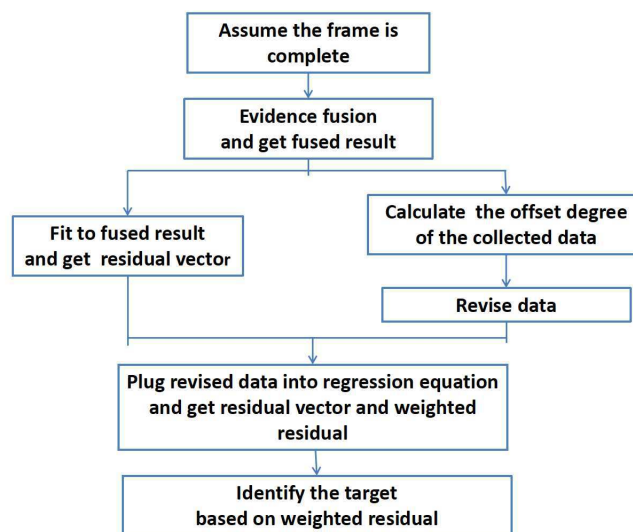 Assume the frame is
complete
Evidence fusion
and get fused result
Fit to fused result
and get residual vector
Calculate the offset degree
of the collected data
Revise data
Plug revised data into regression equation
and get residual vector and weighted
residual
Identify the target
based on weighted residual